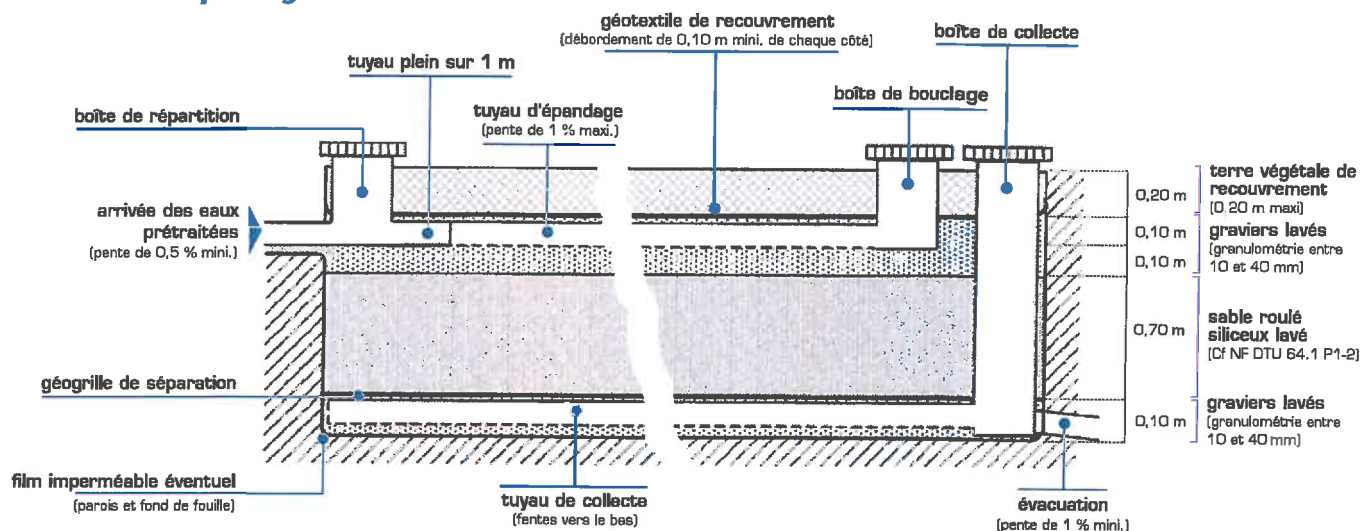 géotextile de recouvrement
(débordement de 0,10 m mini. de chaque côté)
boîte de collecte
tuyau plein sur 1 m
boîte de bouclage
boîte de répartition
tuyau d'épandage
(pente de 1 % maxi.)
arrivée des eaux
prétraitées
(pente de 0,5 % mini.)
0,20 m
terre végétale de
recouvrement
(0,20 m maxi)
0,10 m
0,10 m
graviers lavés
(granulométrie entre
10 et 40 mm)
0,70 m
sable roulé
siliceux lavé
(Cf NF DTU 64.1 P1-2)
géogrille de séparation
0,10 m
graviers lavés
(granulométrie entre
10 et 40 mm)
film imperméable éventuel
(parois et fond de fouille)
tuyau de collecte
(fentes vers le bas)
évacuation
(pente de 1 % mini.)